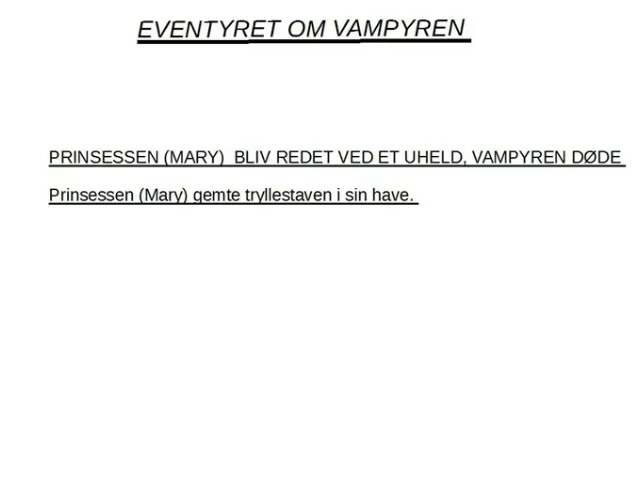 EVENTYRET OM VAMPYREN
PRINSESSEN (MARY) BLIV REDET VED ET UHELD, VAMPYREN DØDE
Prinsessen (Mary) gemte tryllestaven i sin have.